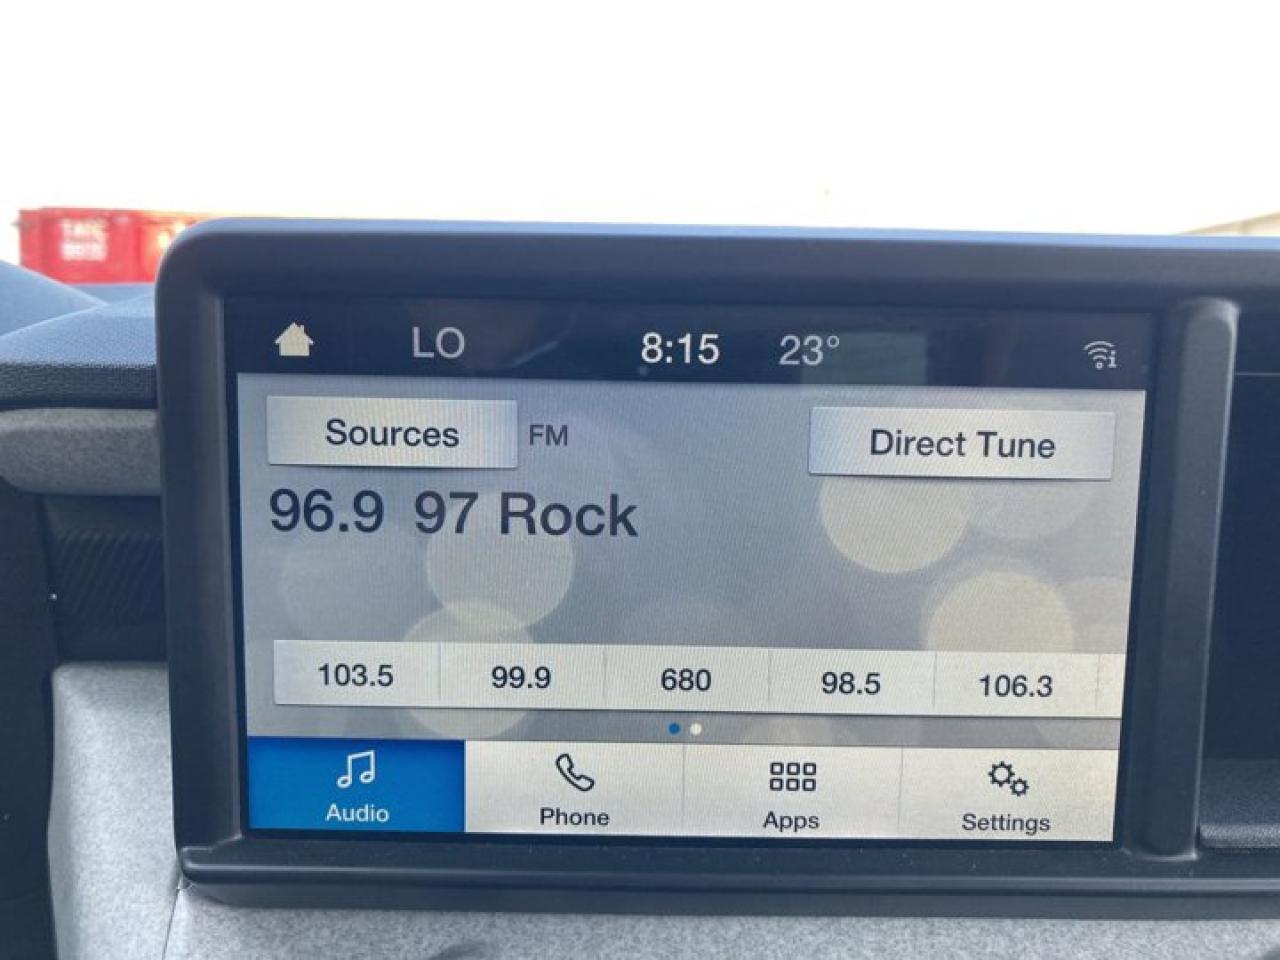 LO 8:15 23°
Sources FM Direct Tune
96.9 97 Rock
103.5 99.9 680 98.5 106.3
Audio Phone Apps Settings